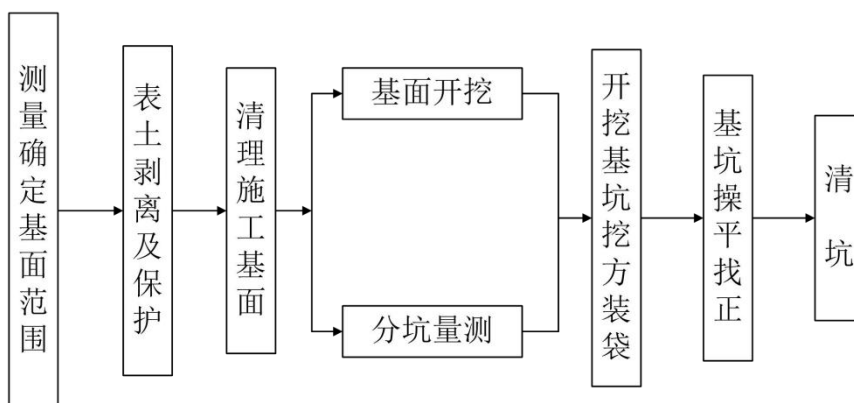 测量确定基面范围
表土剥离及保护
清理施工基面
基面开挖
分坑量测
开挖基坑挖方装袋
基坑操平找正
清坑